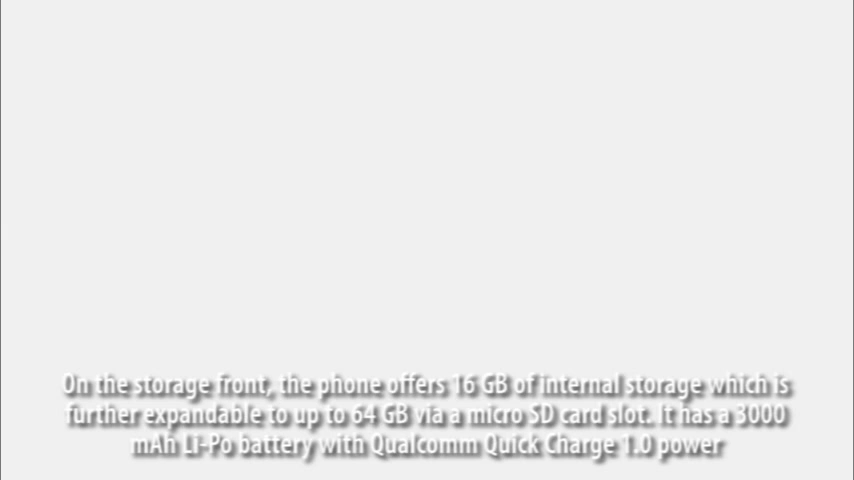 On the storage front, the phone offers 16 GB of internal storage which is
further expandable to up to 64 GB via a micro SD card slot. It has a 3000
mAh Li-Po battery with Qualcomm Quick Charge 1.0 power